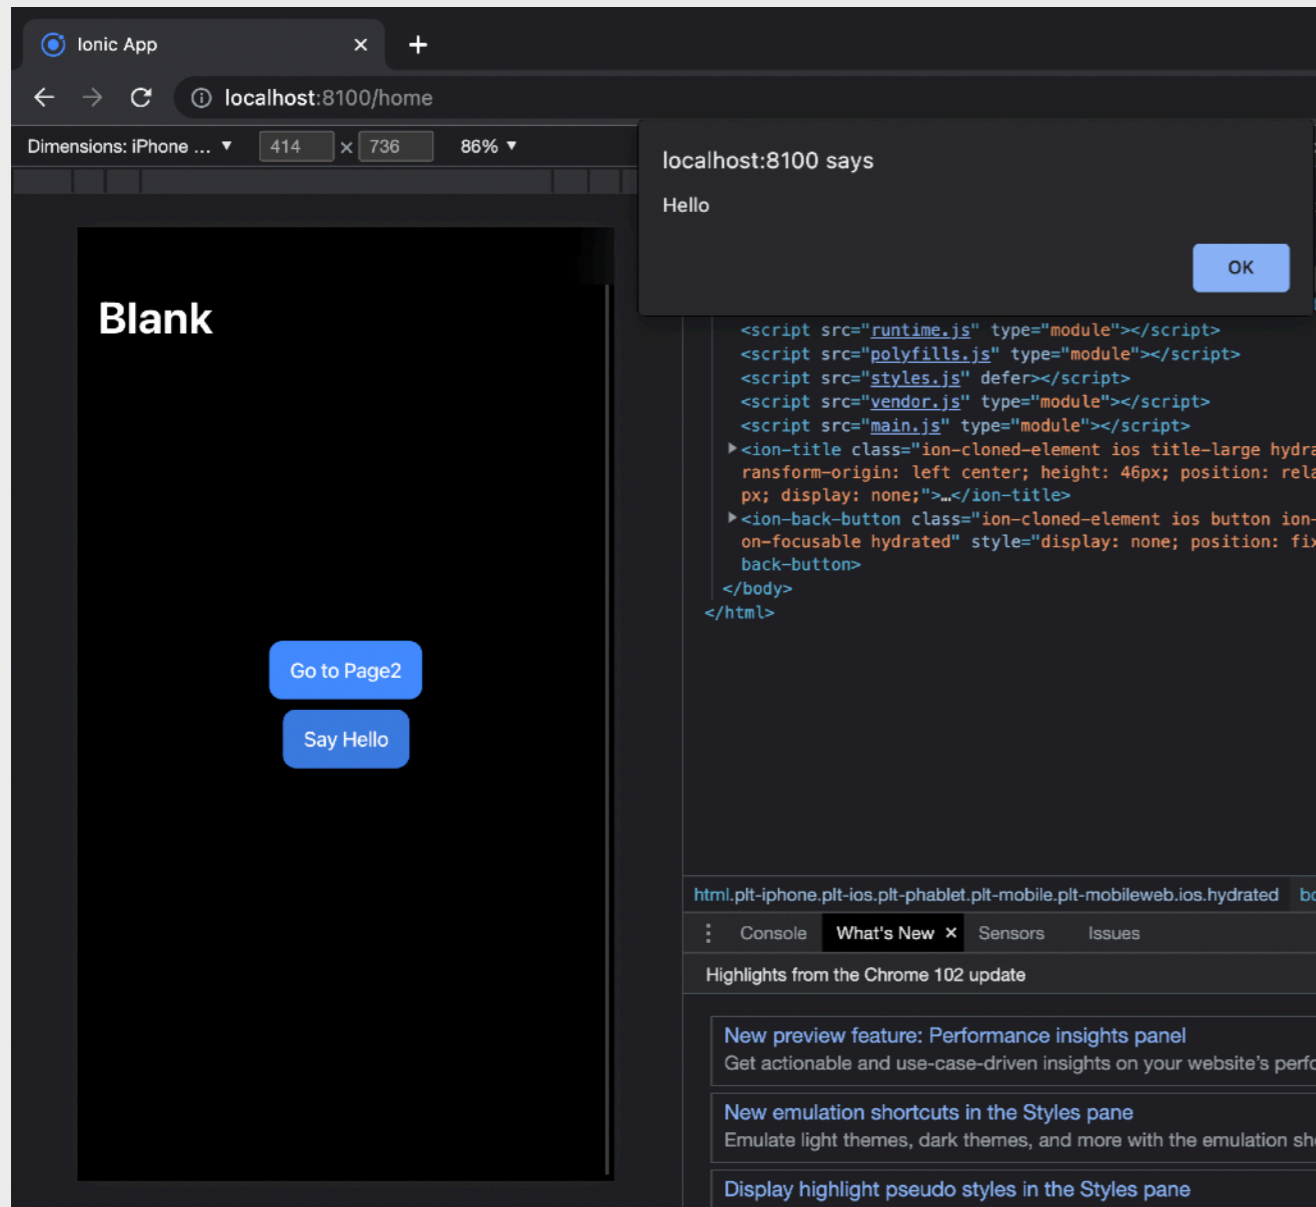 Ionic App
localhost:8100/home
Dimensions: iPhone ... ▼ 414 × 736 86% ▼
localhost:8100 says
Hello
OK
Blank
Go to Page2
Say Hello
<script src="runtime.js" type="module"></script>
<script src="polyfills.js" type="module"></script>
<script src="styles.js" defer></script>
<script src="vendor.js" type="module"></script>
<script src="main.js" type="module"></script>
<ion-title class="ion-cloned-element ios title-large hydra
ransform-origin: left center; height: 46px; position: rela
px; display: none;">…</ion-title>
<ion-back-button class="ion-cloned-element ios button ion-
on-focusable hydrated" style="display: none; position: fix
back-button>
</body>
</html>
html.plt-iphone.plt-ios.plt-phablet.plt-mobile.plt-mobileweb.ios.hydrated bo
Console What's New × Sensors Issues
Highlights from the Chrome 102 update
New preview feature: Performance insights panel
Get actionable and use-case-driven insights on your website's perfo
New emulation shortcuts in the Styles pane
Emulate light themes, dark themes, and more with the emulation sh
Display highlight pseudo styles in the Styles pane